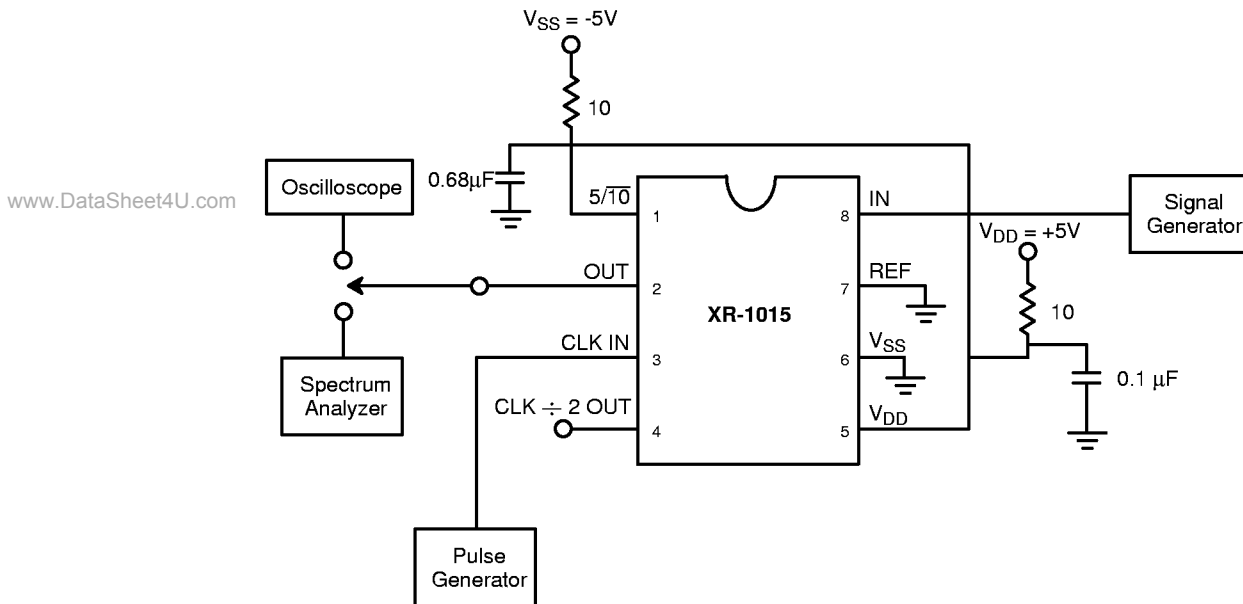 V_SS = -5V
10
0.68µF
Oscilloscope
www.DataSheet4U.com
5/1̅0̅
1
IN
8
Signal
Generator
V_DD = +5V
OUT
2
REF
7
10
XR-1015
CLK IN
3
V_SS
6
Spectrum
Analyzer
0.1 µF
CLK ÷ 2 OUT
4
V_DD
5
Pulse
Generator